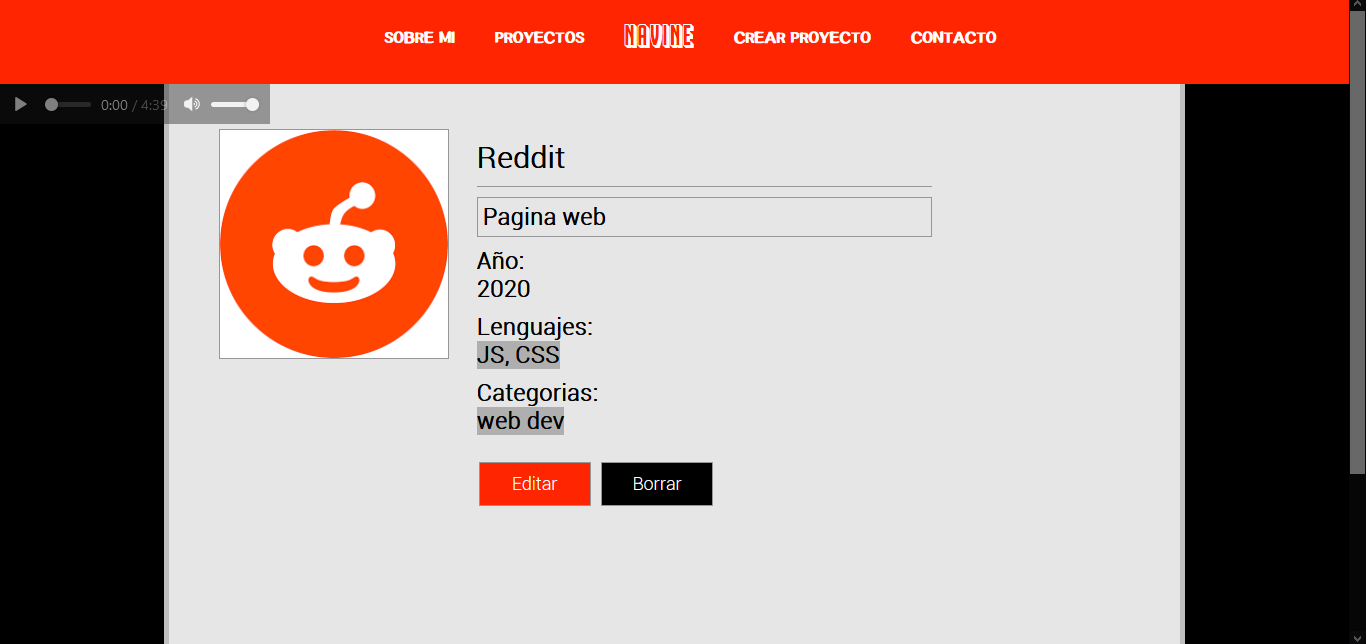 SOBRE MI PROYECTOS NAVINE CREAR PROYECTO CONTACTO
0:00 / 4:39
Reddit
Pagina web
Año:
2020
Lenguajes:
JS, CSS
Categorias:
web dev
Editar Borrar